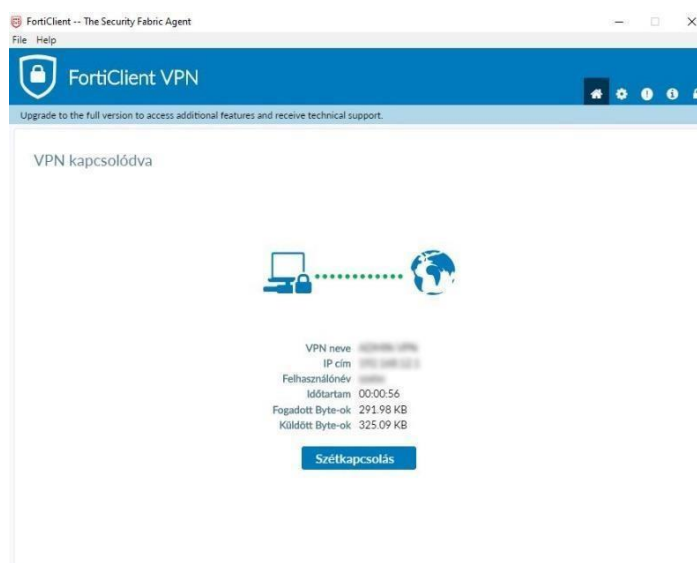 FortiClient -- The Security Fabric Agent
File Help
FortiClient VPN
Upgrade to the full version to access additional features and receive technical support.
VPN kapcsolódva
VPN neve
IP cím
Felhasználónév
Időtartam 00:00:56
Fogadott Byte-ok 291.98 KB
Küldött Byte-ok 325.09 KB
Szétkapcsolás